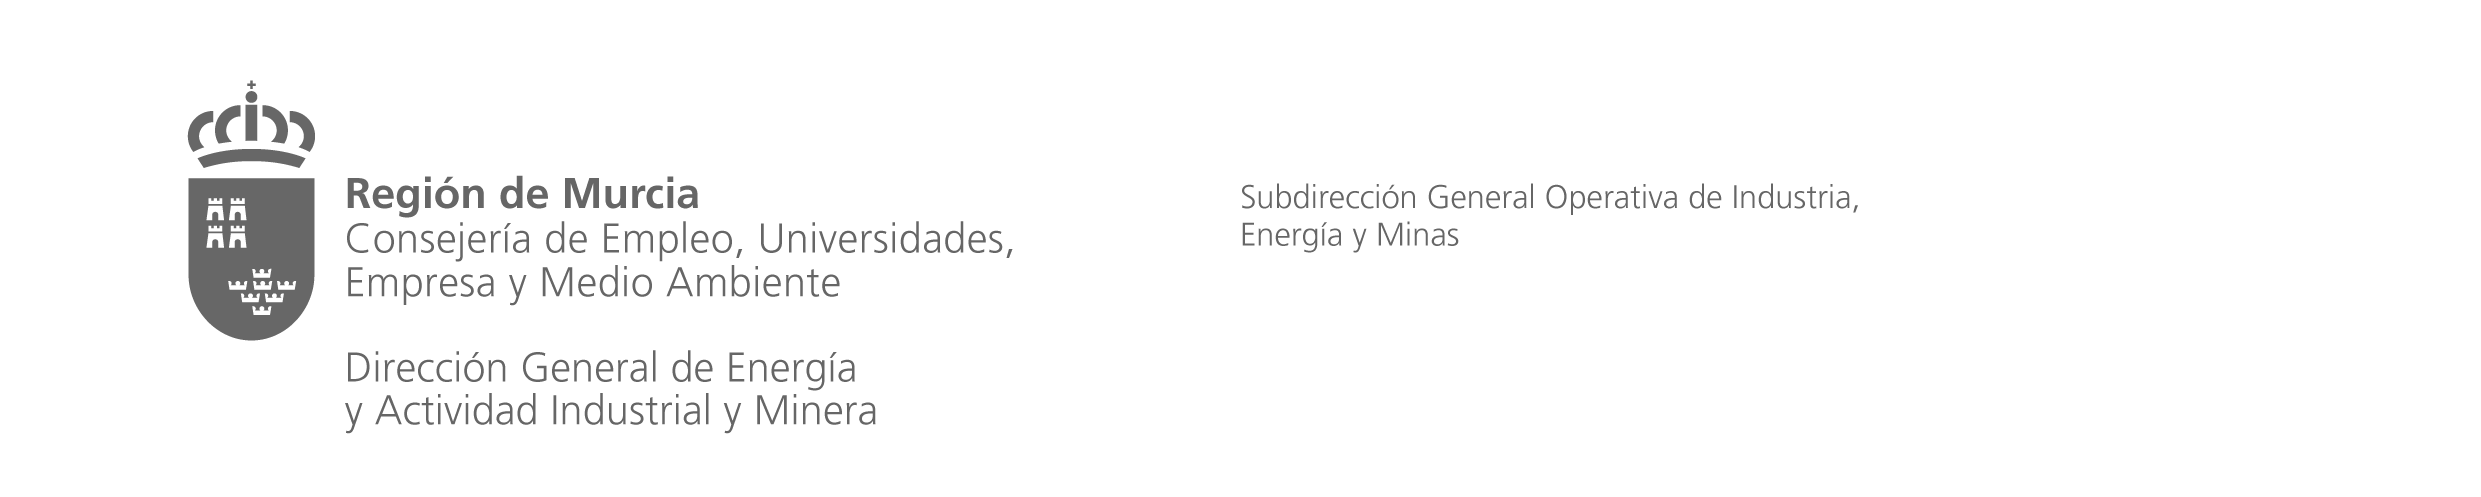 Región de Murcia
Consejería de Empleo, Universidades,
Empresa y Medio Ambiente
Dirección General de Energía
y Actividad Industrial y Minera
Subdirección General Operativa de Industria,
Energía y Minas